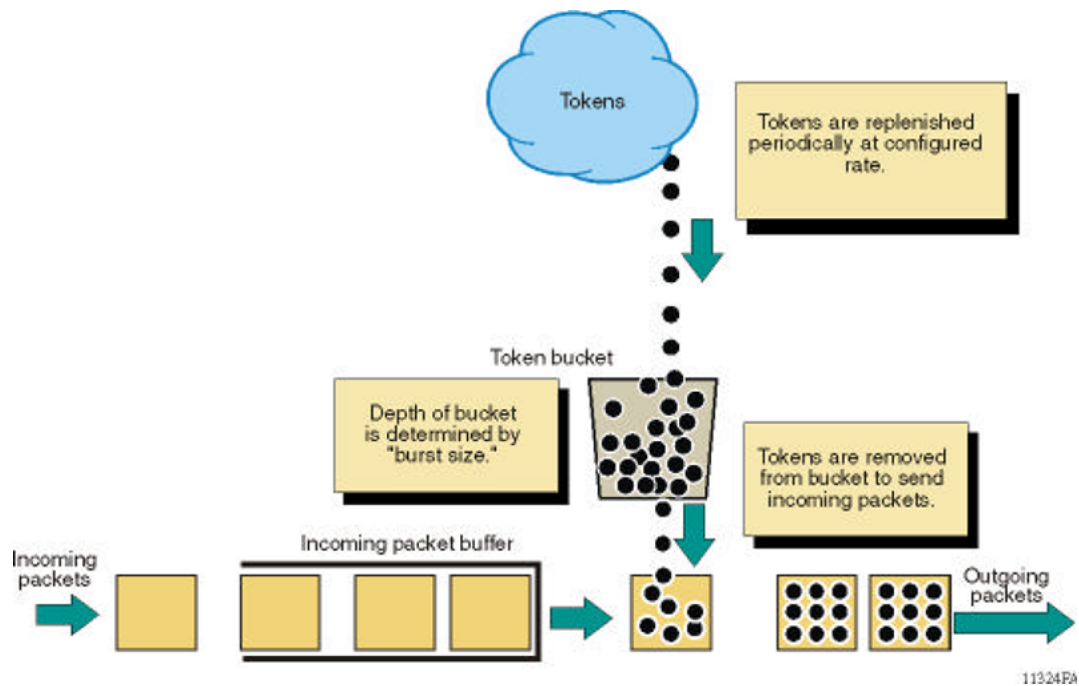 Tokens
Tokens are replenished
periodically at configured
rate.
Token bucket
Depth of bucket
is determined by
"burst size."
Tokens are removed
from bucket to send
incoming packets.
Incoming packet buffer
Incoming
packets
Outgoing
packets
11324PA